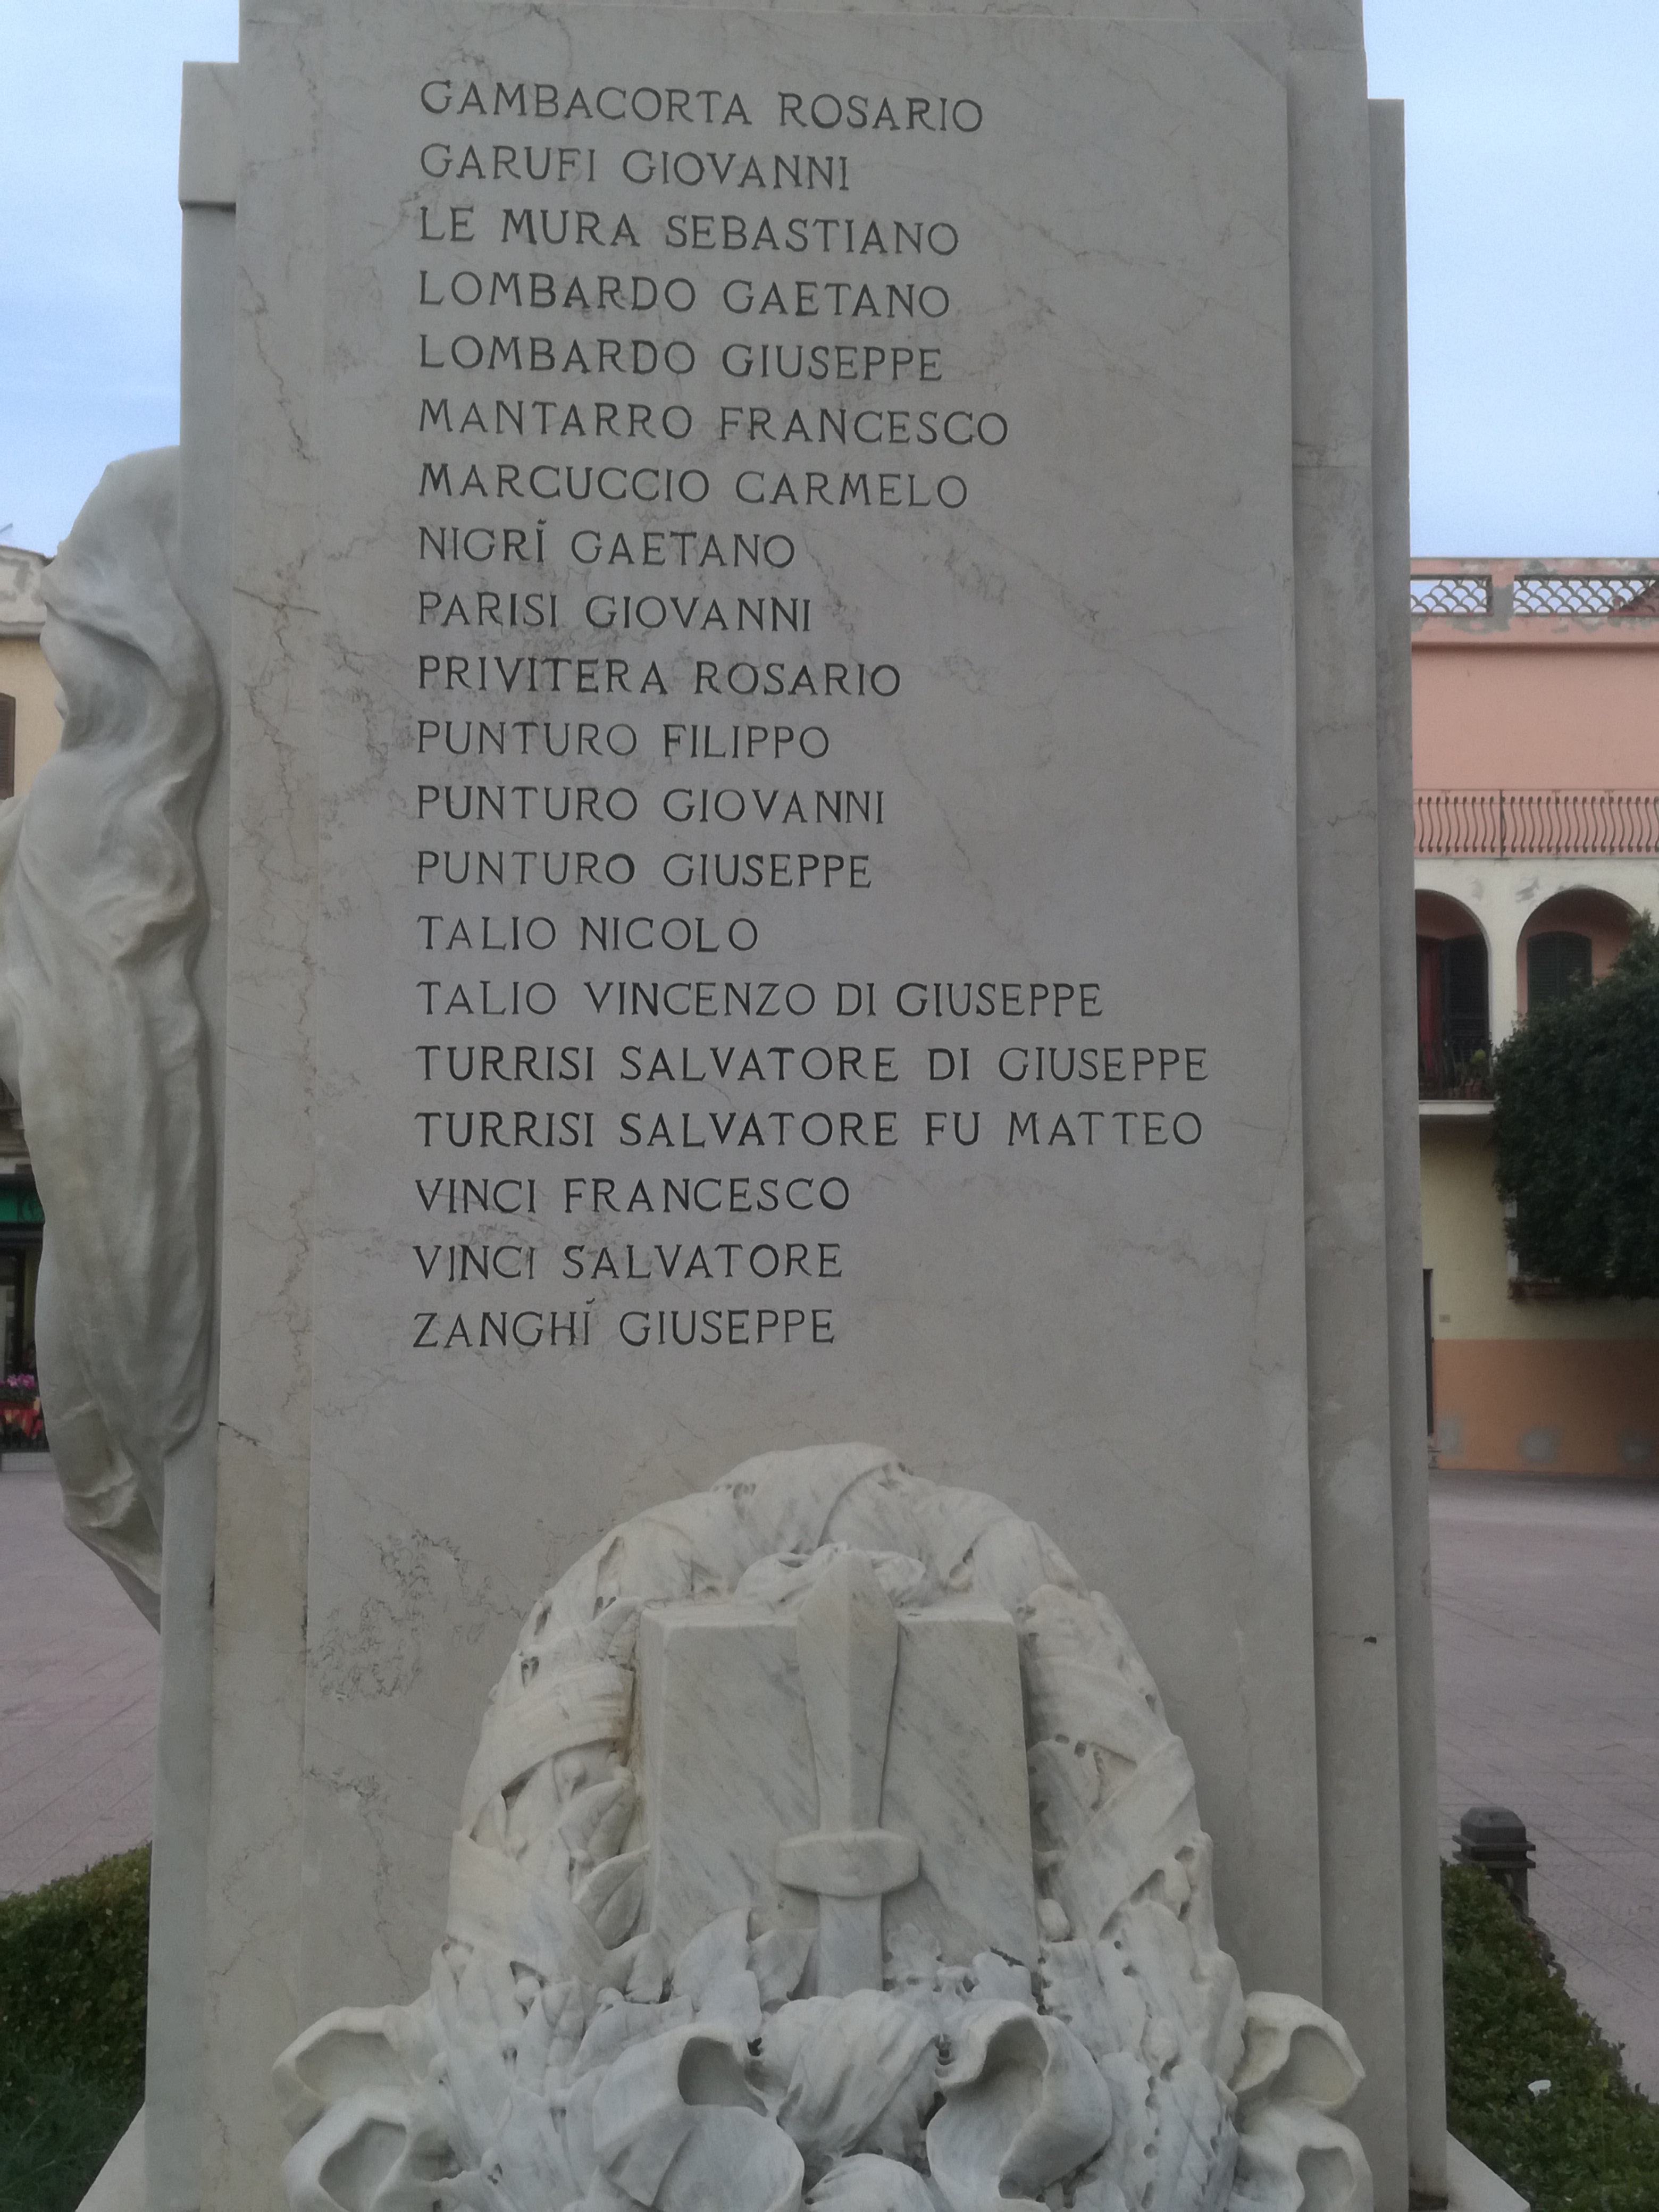 GAMBACORTA ROSARIO
GARUFI GIOVANNI
LE MURA SEBASTIANO
LOMBARDO GAETANO
LOMBARDO GIUSEPPE
MANTARRO FRANCESCO
MARCUCCIO CARMELO
NIGRĬ GAETANO
PARISI GIOVANNI
PRIVITERA ROSARIO
PUNTURO FILIPPO
PUNTURO GIOVANNI
PUNTURO GIUSEPPE
TALIO NICOLO
TALIO VINCENZO DI GIUSEPPE
TURRISI SALVATORE DI GIUSEPPE
TURRISI SALVATORE FU MATTEO
VINCI FRANCESCO
VINCI SALVATORE
ZANGHĬ GIUSEPPE